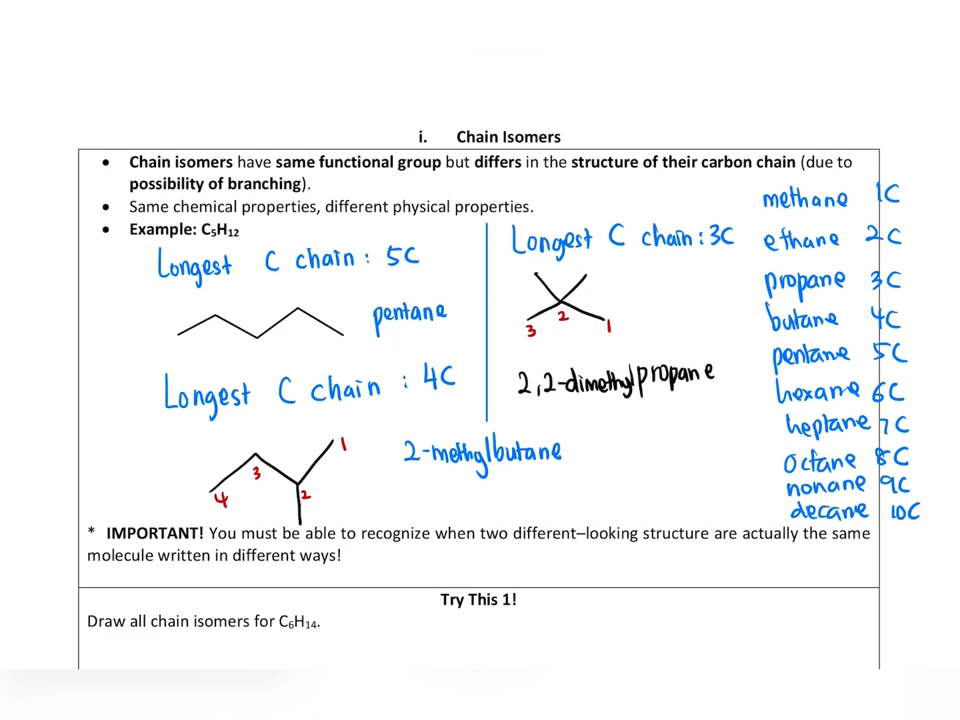 i. Chain Isomers
• Chain isomers have same functional group but differs in the structure of their carbon chain (due to
possibility of branching).
• Same chemical properties, different physical properties.
• Example: C₅H₁₂
Longest C chain : 5C
pentane
Longest C chain : 4C
1
2
3
4
2-methylbutane
Longest C chain : 3C
3
2
1
2,2-dimethylpropane
methane 1C
ethane 2C
propane 3C
butane 4C
pentane 5C
hexane 6C
heptane 7C
octane 8C
nonane 9C
decane 10C
* IMPORTANT! You must be able to recognize when two different–looking structure are actually the same
molecule written in different ways!
Try This 1!
Draw all chain isomers for C₆H₁₄.